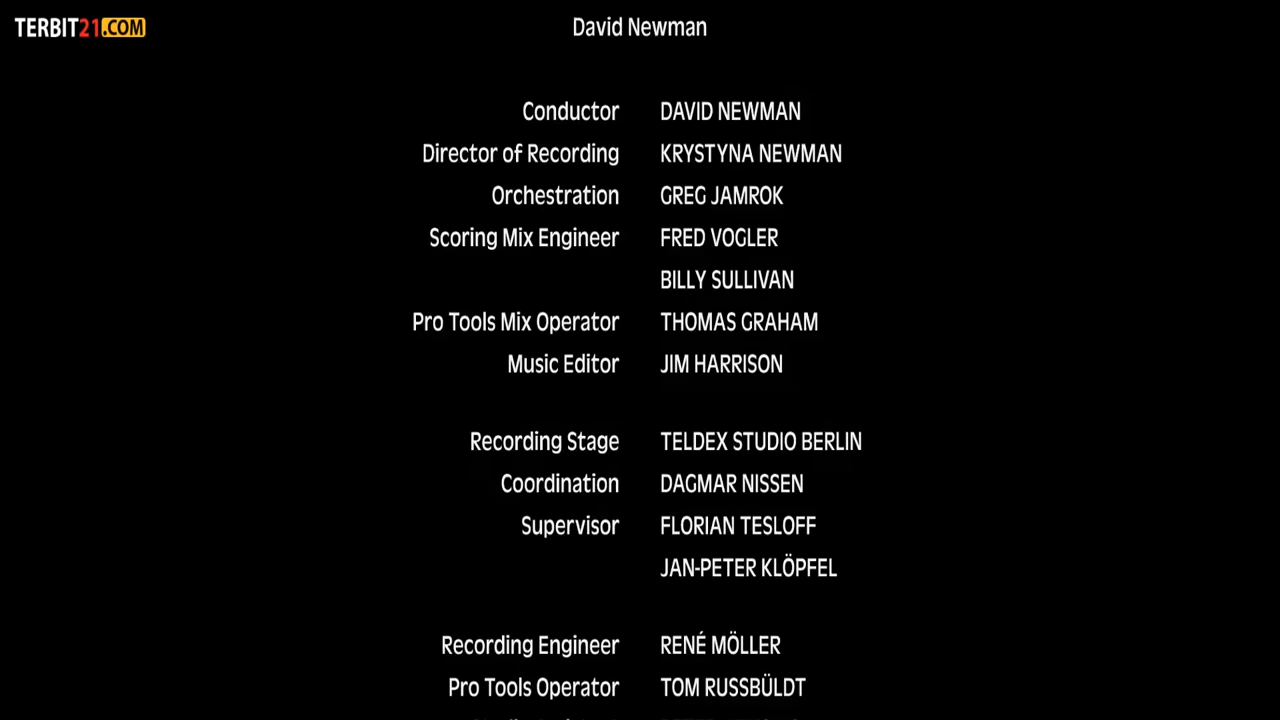 TERBIT21.COM
David Newman
Conductor DAVID NEWMAN
Director of Recording KRYSTYNA NEWMAN
Orchestration GREG JAMROK
Scoring Mix Engineer FRED VOGLER
BILLY SULLIVAN
Pro Tools Mix Operator THOMAS GRAHAM
Music Editor JIM HARRISON
Recording Stage TELDEX STUDIO BERLIN
Coordination DAGMAR NISSEN
Supervisor FLORIAN TESLOFF
JAN-PETER KLÖPFEL
Recording Engineer RENÉ MÖLLER
Pro Tools Operator TOM RUSSBÜLDT